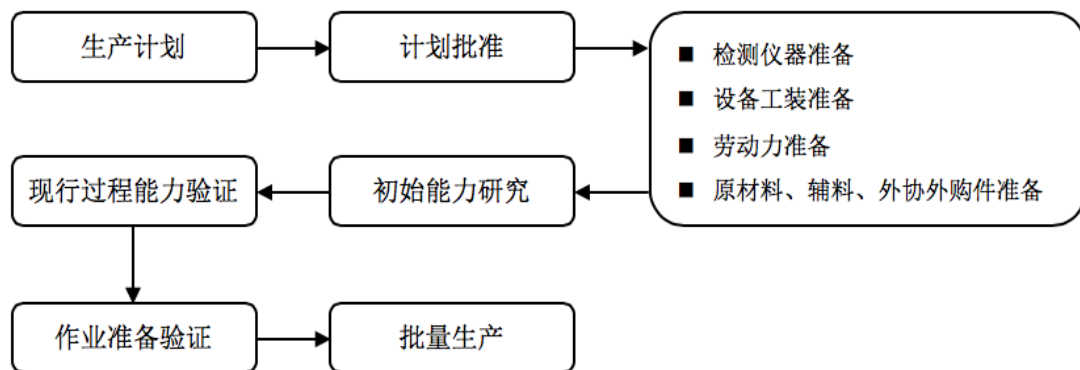 生产计划
计划批准
■ 检测仪器准备
■ 设备工装准备
■ 劳动力准备
■ 原材料、辅料、外协外购件准备
初始能力研究
现行过程能力验证
作业准备验证
批量生产